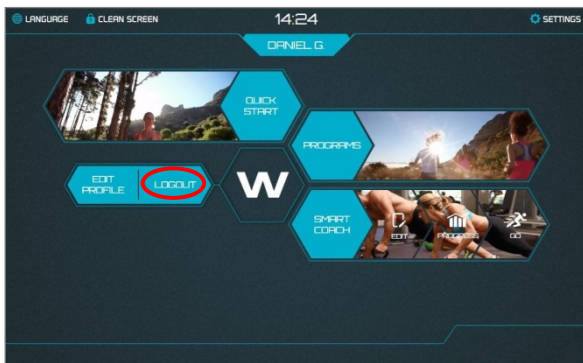 LANGUAGE
CLEAN SCREEN
14:24
SETTINGS
DANIEL G.
QUICK
START
PROGRAMS
EDIT
PROFILE
LOGOUT
W
SMART
COACH
EDIT
PROGRESS
GO